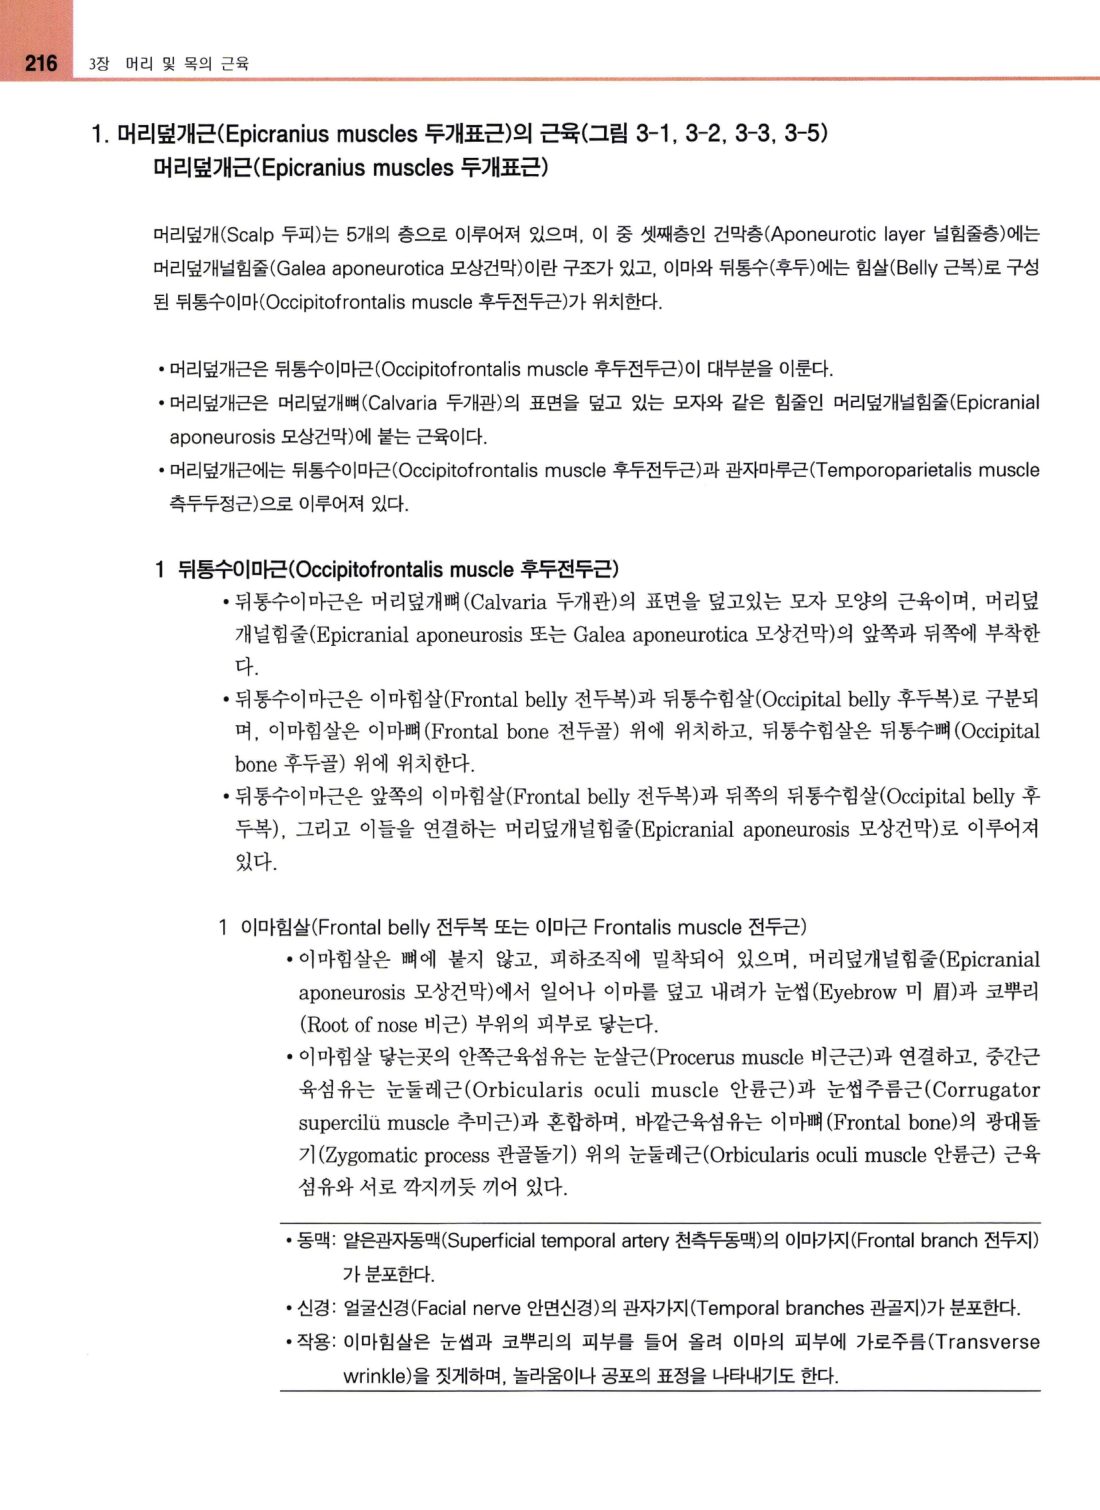 216 3장 머리 및 목의 근육
1. 머리덮개근(Epicranius muscles 두개표근)의 근육(그림 3-1, 3-2, 3-3, 3-5)
머리덮개근(Epicranius muscles 두개표근)
머리덮개(Scalp 두피)는 5개의 층으로 이루어져 있으며, 이 중 셋째층인 건막층(Aponeurotic layer 널힘줄층)에는
머리덮개널힘줄(Galea aponeurotica 모상건막)이란 구조가 있고, 이마와 뒤통수(후두)에는 힘살(Belly 근복)로 구성
된 뒤통수이마(Occipitofrontalis muscle 후두전두근)가 위치한다.
• 머리덮개근은 뒤통수이마근(Occipitofrontalis muscle 후두전두근)이 대부분을 이룬다.
• 머리덮개근은 머리덮개뼈(Calvaria 두개관)의 표면을 덮고 있는 모자와 같은 힘줄인 머리덮개널힘줄(Epicranial
aponeurosis 모상건막)에 붙는 근육이다.
• 머리덮개근에는 뒤통수이마근(Occipitofrontalis muscle 후두전두근)과 관자마루근(Temporoparietalis muscle
측두두정근)으로 이루어져 있다.
1 뒤통수이마근(Occipitofrontalis muscle 후두전두근)
• 뒤통수이마근은 머리덮개뼈(Calvaria 두개관)의 표면을 덮고있는 모자 모양의 근육이며, 머리덮
개널힘줄(Epicranial aponeurosis 또는 Galea aponeurotica 모상건막)의 앞쪽과 뒤쪽에 부착한
다.
• 뒤통수이마근은 이마힘살(Frontal belly 전두복)과 뒤통수힘살(Occipital belly 후두복)로 구분되
며, 이마힘살은 이마뼈(Frontal bone 전두골) 위에 위치하고, 뒤통수힘살은 뒤통수뼈(Occipital
bone 후두골) 위에 위치한다.
• 뒤통수이마근은 앞쪽의 이마힘살(Frontal belly 전두복)과 뒤쪽의 뒤통수힘살(Occipital belly 후
두복), 그리고 이들을 연결하는 머리덮개널힘줄(Epicranial aponeurosis 모상건막)로 이루어져
있다.
1 이마힘살(Frontal belly 전두복 또는 이마근 Frontalis muscle 전두근)
• 이마힘살은 뼈에 붙지 않고, 피하조직에 밀착되어 있으며, 머리덮개널힘줄(Epicranial
aponeurosis 모상건막)에서 일어나 이마를 덮고 내려가 눈썹(Eyebrow 미 眉)과 코뿌리
(Root of nose 비근) 부위의 피부로 닿는다.
• 이마힘살 닿는곳의 안쪽근육섬유는 눈살근(Procerus muscle 비근근)과 연결하고, 중간근
육섬유는 눈둘레근(Orbicularis oculi muscle 안륜근)과 눈썹주름근(Corrugator
supercilü muscle 추미근)과 혼합하며, 바깥근육섬유는 이마뼈(Frontal bone)의 광대돌
기(Zygomatic process 관골돌기) 위의 눈둘레근(Orbicularis oculi muscle 안륜근) 근육
섬유와 서로 깍지끼듯 끼어 있다.
• 동맥: 얕은관자동맥(Superficial temporal artery 천측두동맥)의 이마가지(Frontal branch 전두지)
가 분포한다.
• 신경: 얼굴신경(Facial nerve 안면신경)의 관자가지(Temporal branches 관골지)가 분포한다.
• 작용: 이마힘살은 눈썹과 코뿌리의 피부를 들어 올려 이마의 피부에 가로주름(Transverse
wrinkle)을 짓게하며, 놀라움이나 공포의 표정을 나타내기도 한다.